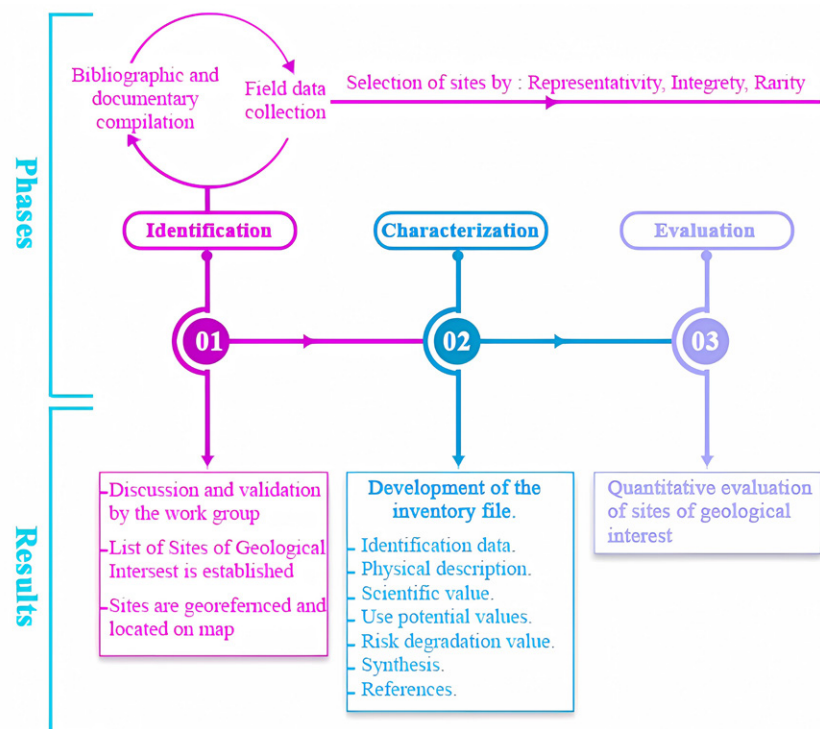 Bibliographic and
documentary
compilation
Field data
collection
Selection of sites by : Representativity, Integrety, Rarity
Phases
Identification
Characterization
Evaluation
01
02
03
Results
-Discussion and validation
by the work group
-List of Sites of Geological
Intersest is established
-Sites are georefernced and
located on map
Development of the
inventory file.
- Identification data.
- Physical description.
- Scientific value.
- Use potential values.
- Risk degradation value.
- Synthesis.
- References.
Quantitative evaluation
of sites of geological
interest